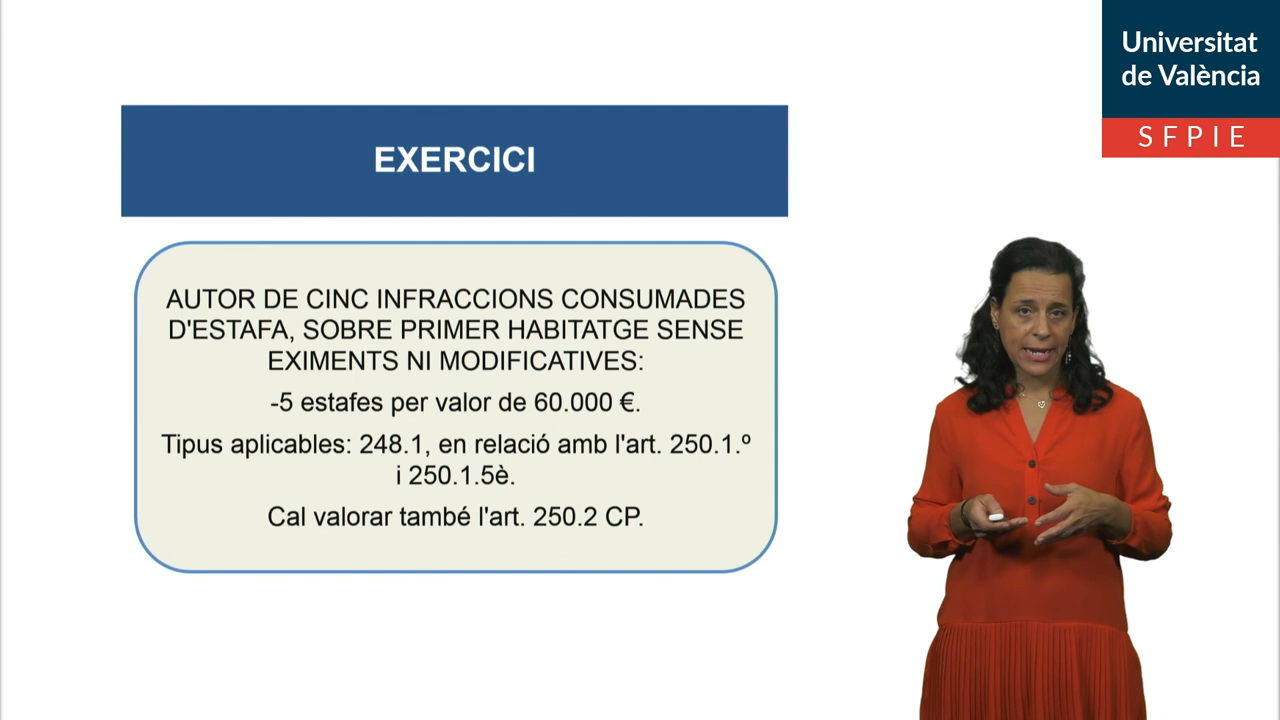 Universitat
de València
SFPIE
EXERCICI
AUTOR DE CINC INFRACCIONS CONSUMADES
D'ESTAFA, SOBRE PRIMER HABITATGE SENSE
EXIMENTS NI MODIFICATIVES:
-5 estafes per valor de 60.000 €.
Tipus aplicables: 248.1, en relació amb l'art. 250.1.º
i 250.1.5è.
Cal valorar també l'art. 250.2 CP.